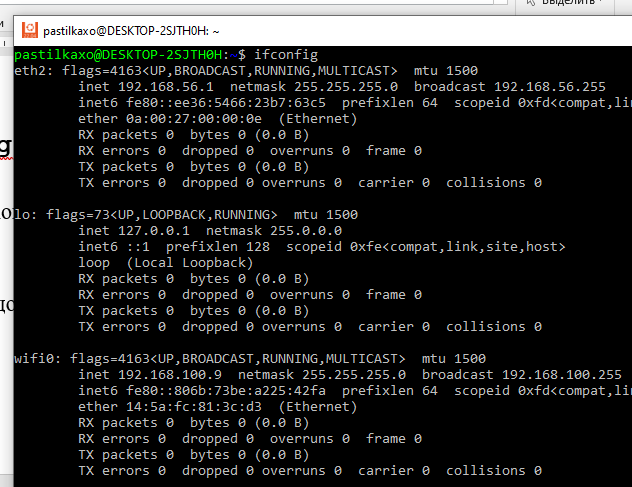 Выделить
pastilkaxo@DESKTOP-2SJTH0H: ~
pastilkaxo@DESKTOP-2SJTH0H:~$ ifconfig
eth2: flags=4163<UP,BROADCAST,RUNNING,MULTICAST>  mtu 1500
inet 192.168.56.1  netmask 255.255.255.0  broadcast 192.168.56.255
inet6 fe80::ee36:5466:23b7:63c5  prefixlen 64  scopeid 0xfd<compat,lin
ether 0a:00:27:00:00:0e  (Ethernet)
RX packets 0  bytes 0 (0.0 B)
RX errors 0  dropped 0  overruns 0  frame 0
TX packets 0  bytes 0 (0.0 B)
TX errors 0  dropped 0 overruns 0  carrier 0  collisions 0
lo: flags=73<UP,LOOPBACK,RUNNING>  mtu 1500
inet 127.0.0.1  netmask 255.0.0.0
inet6 ::1  prefixlen 128  scopeid 0xfe<compat,link,site,host>
loop  (Local Loopback)
RX packets 0  bytes 0 (0.0 B)
RX errors 0  dropped 0  overruns 0  frame 0
TX packets 0  bytes 0 (0.0 B)
TX errors 0  dropped 0 overruns 0  carrier 0  collisions 0
wifi0: flags=4163<UP,BROADCAST,RUNNING,MULTICAST>  mtu 1500
inet 192.168.100.9  netmask 255.255.255.0  broadcast 192.168.100.255
inet6 fe80::806b:73be:a225:42fa  prefixlen 64  scopeid 0xfd<compat,lin
ether 14:5a:fc:81:3c:d3  (Ethernet)
RX packets 0  bytes 0 (0.0 B)
RX errors 0  dropped 0  overruns 0  frame 0
TX packets 0  bytes 0 (0.0 B)
TX errors 0  dropped 0 overruns 0  carrier 0  collisions 0